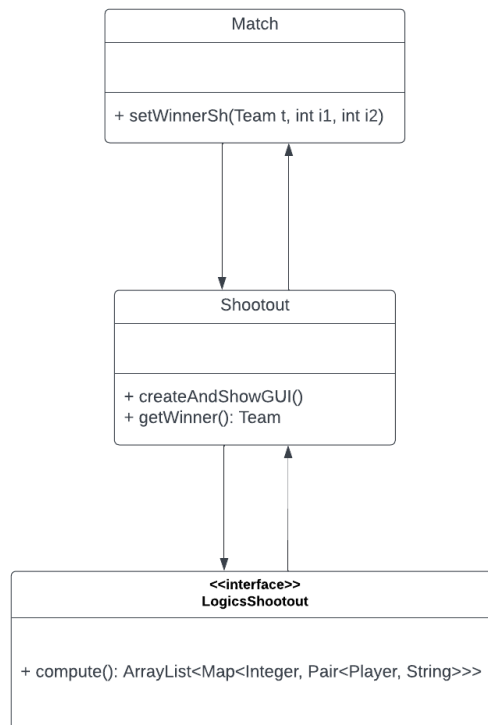 Match
+ setWinnerSh(Team t, int i1, int i2)
Shootout
+ createAndShowGUI()
+ getWinner(): Team
<<interface>>
LogicsShootout
+ compute(): ArrayList<Map<Integer, Pair<Player, String>>>